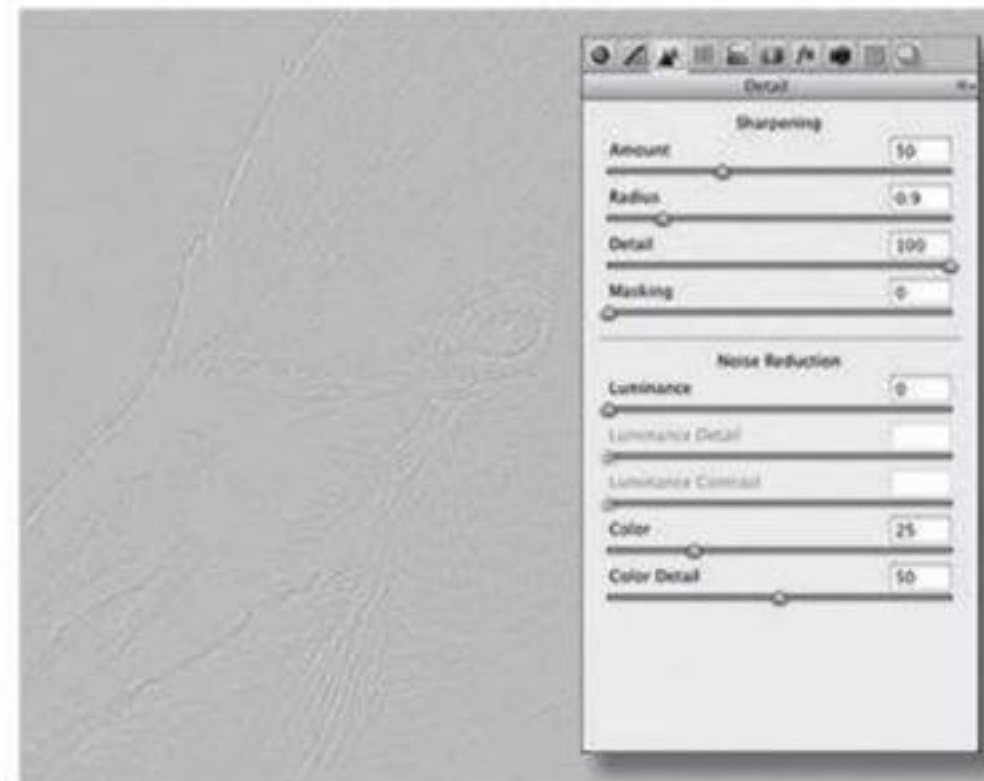 fx
Detail
Sharpening
Amount 50
Radius 0.9
Detail 100
Masking 0
Noise Reduction
Luminance 0
Luminance Detail
Luminance Contrast
Color 25
Color Detail 50